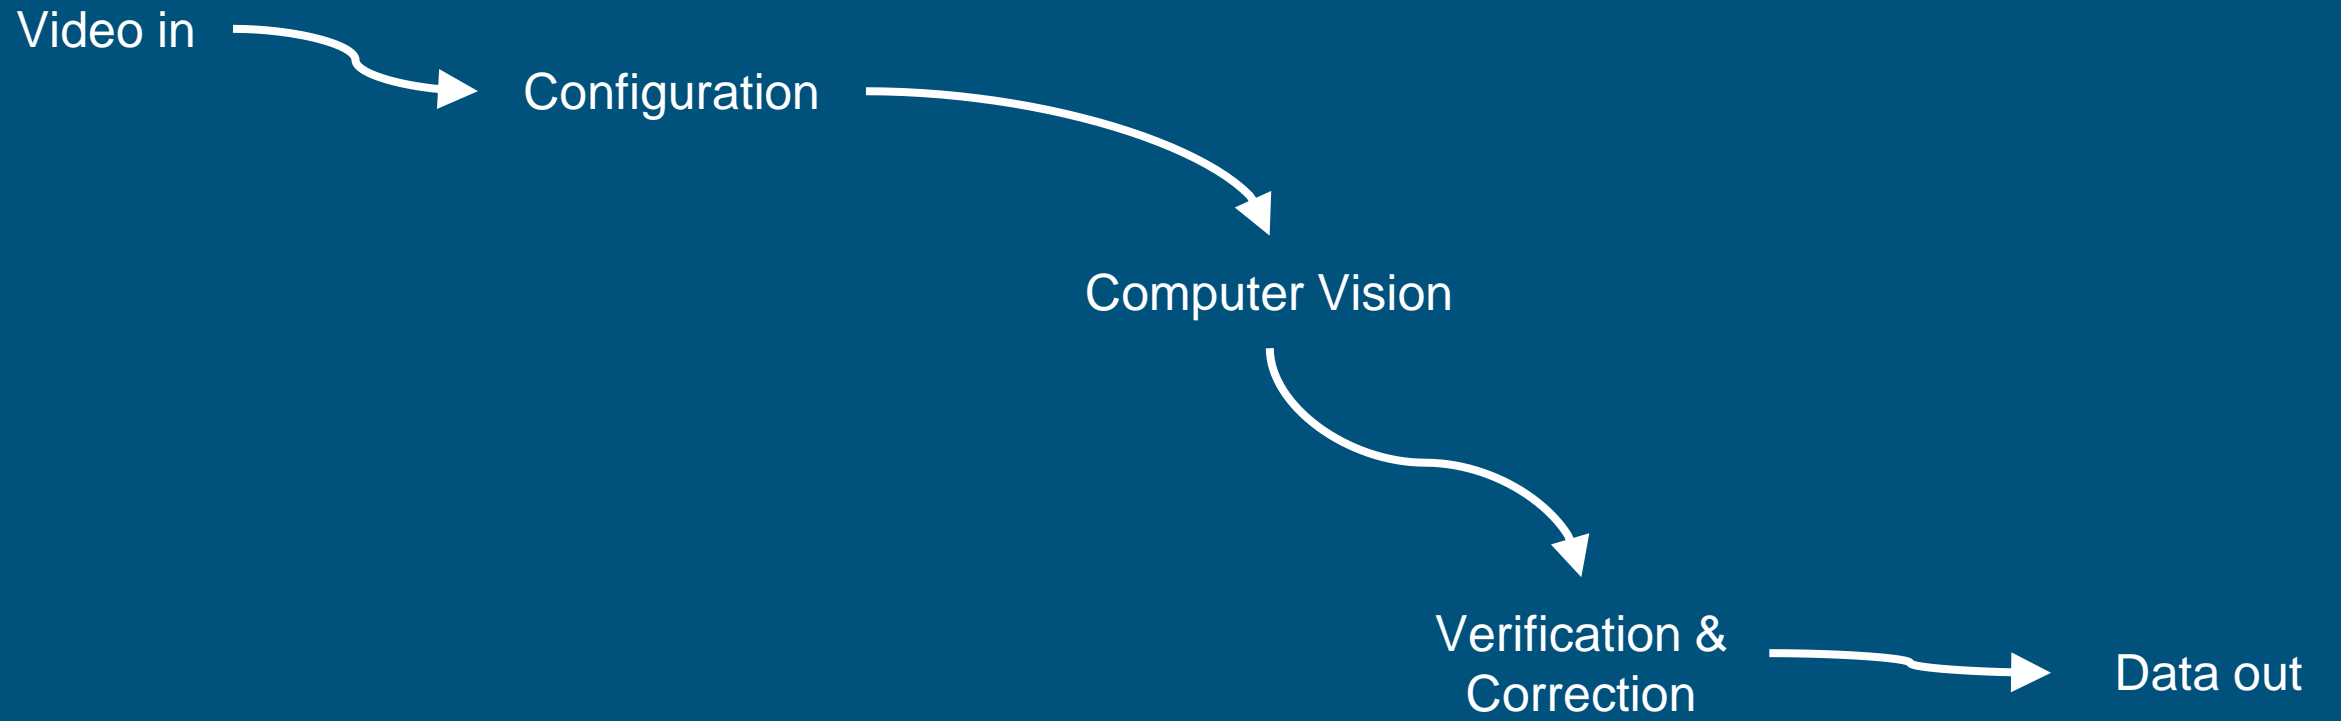 Video in
Configuration
Computer Vision
Verification &
Correction
Data out